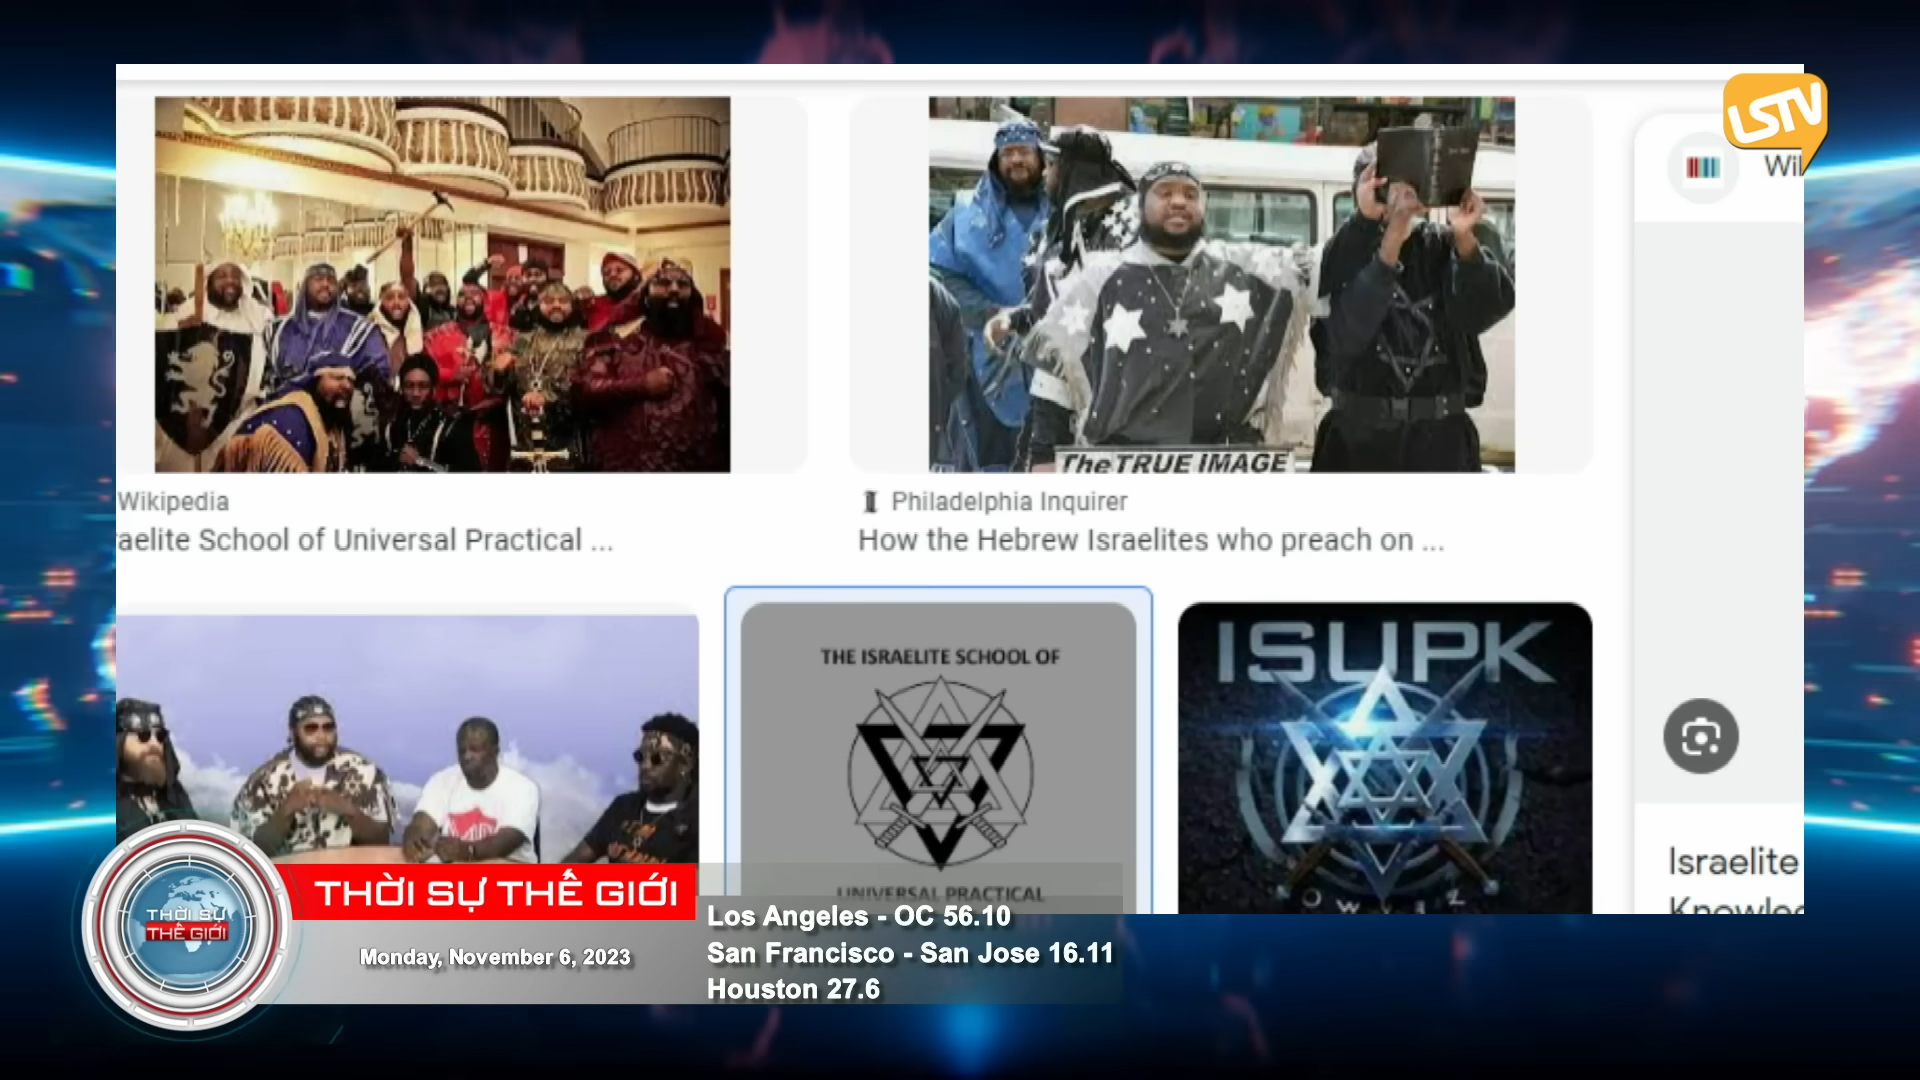 LSTV
Wi
The TRUE IMAGE
Wikipedia
raelite School of Universal Practical ...
Philadelphia Inquirer
How the Hebrew Israelites who preach on ...
THE ISRAELITE SCHOOL OF
UNIVERSAL PRACTICAL
ISUPK
Israelite
Knowled
THỜI SỰ
THẾ GIỚI
THỜI SỰ THẾ GIỚI
Monday, November 6, 2023
Los Angeles - OC 56.10
San Francisco - San Jose 16.11
Houston 27.6